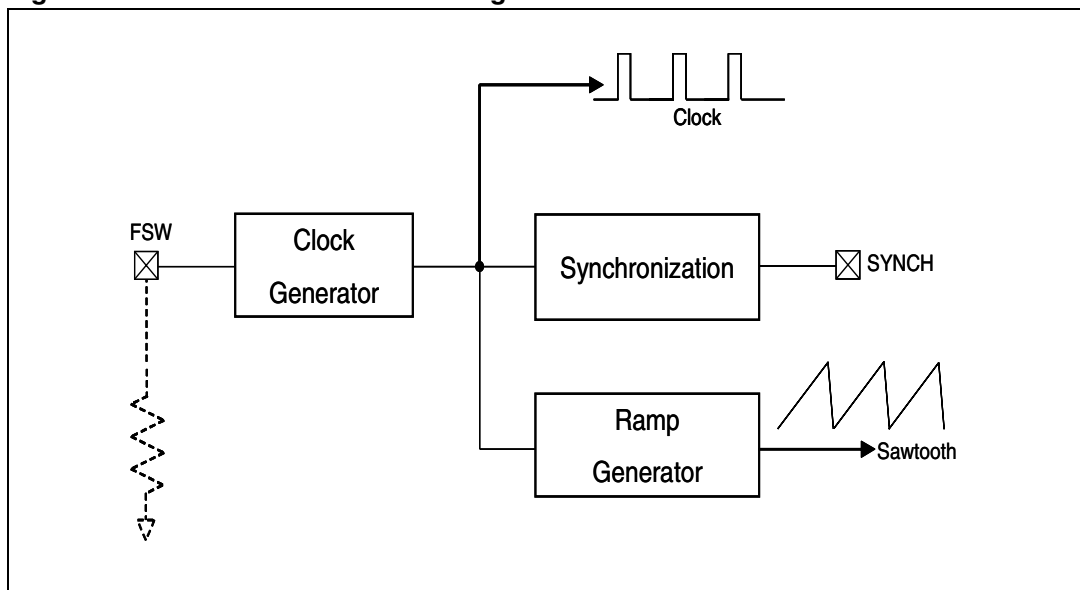 Clock
FSW
Clock
Generator
Synchronization
SYNCH
Ramp
Generator
Sawtooth